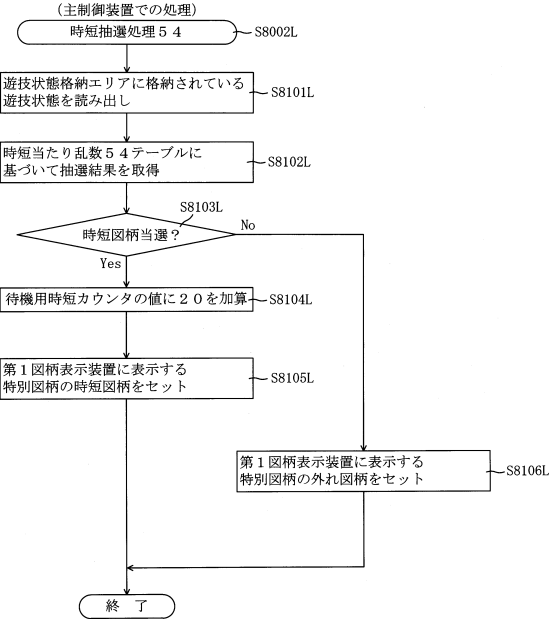 （主制御装置での処理）
時短抽選処理５４
S8002L
遊技状態格納エリアに格納されている
遊技状態を読み出し
S8101L
時短当たり乱数５４テーブルに
基づいて抽選結果を取得
S8102L
S8103L
時短図柄当選？
No
Yes
待機用時短カウンタの値に２０を加算
S8104L
第１図柄表示装置に表示する
特別図柄の時短図柄をセット
S8105L
第１図柄表示装置に表示する
特別図柄の外れ図柄をセット
S8106L
終 了